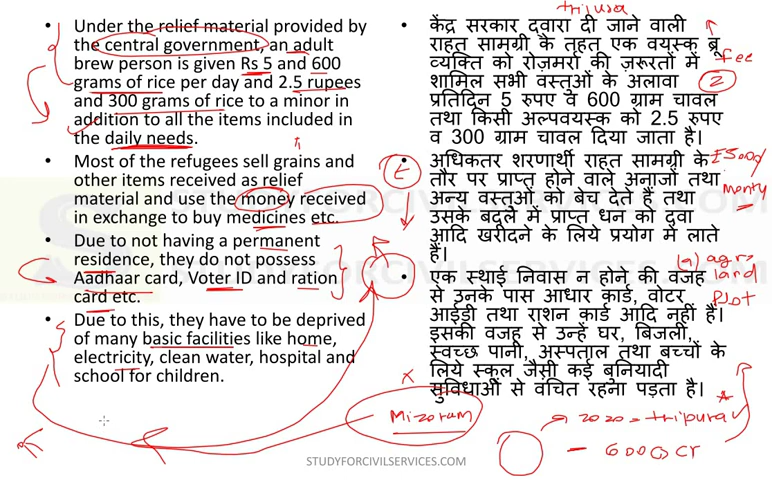 Under the relief material provided by
the central government, an adult
brew person is given Rs 5 and 600
grams of rice per day and 2.5 rupees
and 300 grams of rice to a minor in
addition to all the items included in
the daily needs.
Most of the refugees sell grains and
other items received as relief
material and use the money received
in exchange to buy medicines etc.
Due to not having a permanent
residence, they do not possess
Aadhaar card, Voter ID and ration
card etc.
Due to this, they have to be deprived
of many basic facilities like home,
electricity, clean water, hospital and
school for children.
tripura
केंद्र सरकार द्वारा दी जाने वाली
राहत सामग्री के तहत एक वयस्क ब्रू
व्यक्ति को रोज़मर्रा की ज़रूरतों में
शामिल सभी वस्तुओं के अलावा
प्रतिदिन 5 रुपए व 600 ग्राम चावल
तथा किसी अल्पवयस्क को 2.5 रुपए
व 300 ग्राम चावल दिया जाता है।
अधिकतर शरणार्थी राहत सामग्री के
तौर पर प्राप्त होने वाले अनाजों तथा
अन्य वस्तुओं को बेच देते हैं तथा
उसके बदले में प्राप्त धन को दवा
आदि खरीदने के लिये प्रयोग में लाते
हैं।
एक स्थाई निवास न होने की वजह
से उनके पास आधार कार्ड, वोटर
आईडी तथा राशन कार्ड आदि नहीं हैं।
इसकी वजह से उन्हें घर, बिजली,
स्वच्छ पानी, अस्पताल तथा बच्चों के
लिये स्कूल जैसी कई बुनियादी
सुविधाओं से वंचित रहना पड़ता है।
fee
2
t
5000/
monty
(a) agrs
land
plot
Mizoram
2020 = tripura
600 cr
STUDYFORCIVILSERVICES.COM